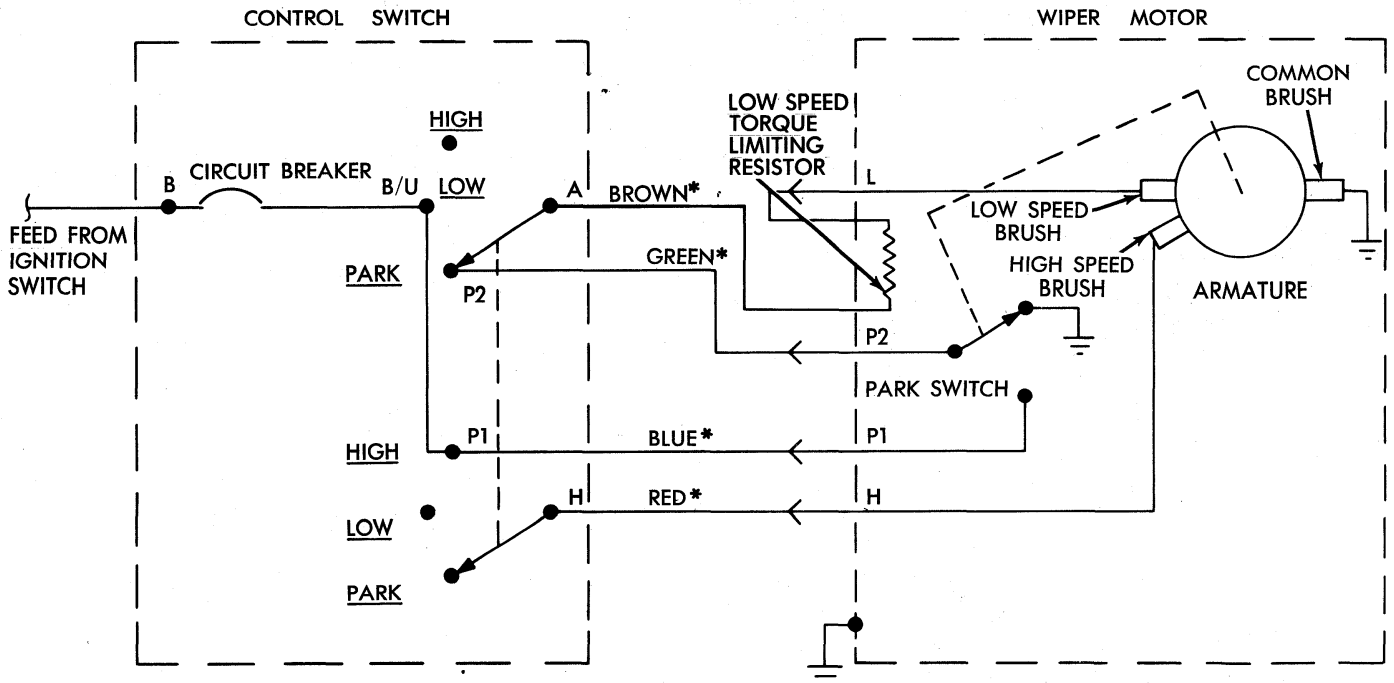 CONTROL SWITCH
WIPER MOTOR
COMMON
BRUSH
LOW SPEED
TORQUE
LIMITING
RESISTOR
HIGH
CIRCUIT BREAKER
B
B/U
LOW
A
BROWN*
L
LOW SPEED
BRUSH
FEED FROM
IGNITION
SWITCH
PARK
P2
GREEN*
HIGH SPEED
BRUSH
ARMATURE
P2
PARK SWITCH
HIGH
P1
BLUE*
P1
LOW
H
RED*
H
PARK